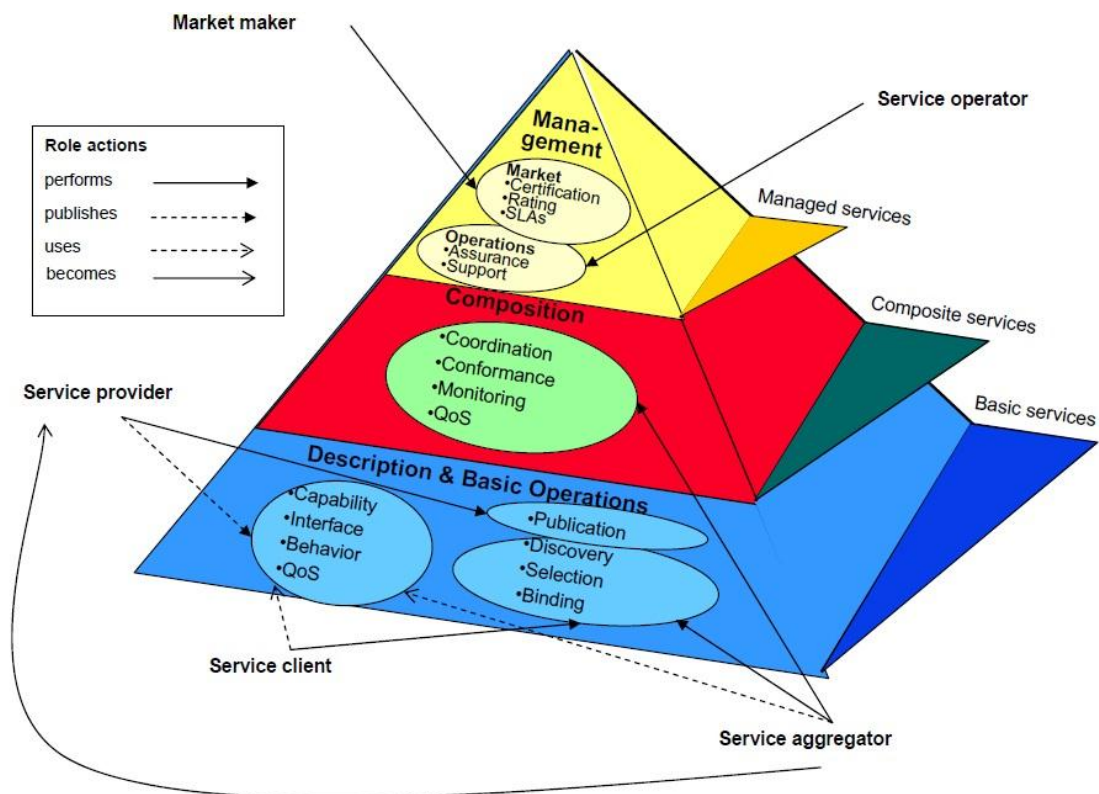 Market maker
Service operator
Role actions
performs
publishes
uses
becomes
Mana-
gement
Market
•Certification
•Rating
•SLAs
Operations
•Assurance
•Support
Managed services
Composition
•Coordination
•Conformance
•Monitoring
•QoS
Composite services
Service provider
Basic services
Description & Basic Operations
•Capability
•Interface
•Behavior
•QoS
•Publication
•Discovery
•Selection
•Binding
Service client
Service aggregator